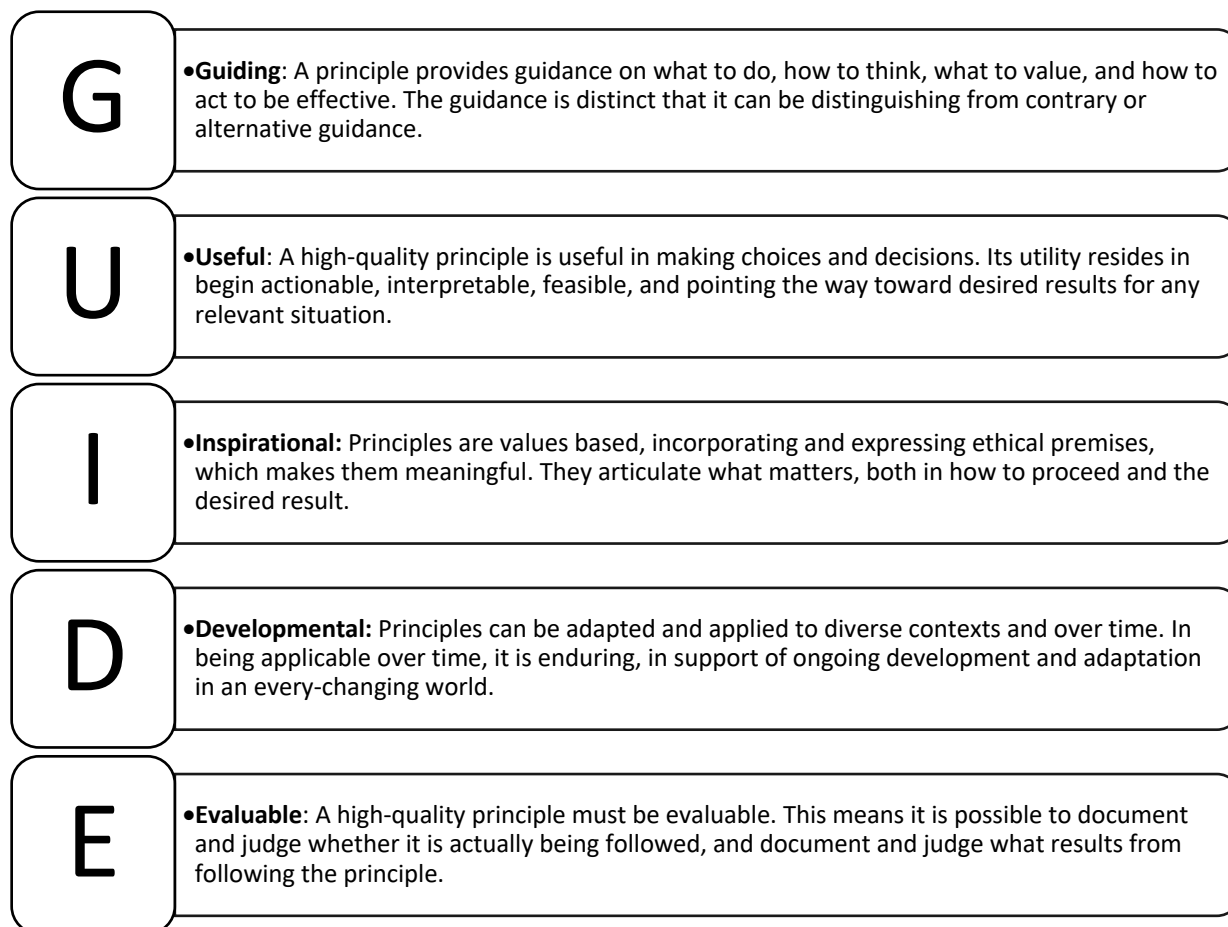 G
•Guiding: A principle provides guidance on what to do, how to think, what to value, and how to
act to be effective. The guidance is distinct that it can be distinguishing from contrary or
alternative guidance.
U
•Useful: A high-quality principle is useful in making choices and decisions. Its utility resides in
begin actionable, interpretable, feasible, and pointing the way toward desired results for any
relevant situation.
I
•Inspirational: Principles are values based, incorporating and expressing ethical premises,
which makes them meaningful. They articulate what matters, both in how to proceed and the
desired result.
D
•Developmental: Principles can be adapted and applied to diverse contexts and over time. In
being applicable over time, it is enduring, in support of ongoing development and adaptation
in an every-changing world.
E
•Evaluable: A high-quality principle must be evaluable. This means it is possible to document
and judge whether it is actually being followed, and document and judge what results from
following the principle.